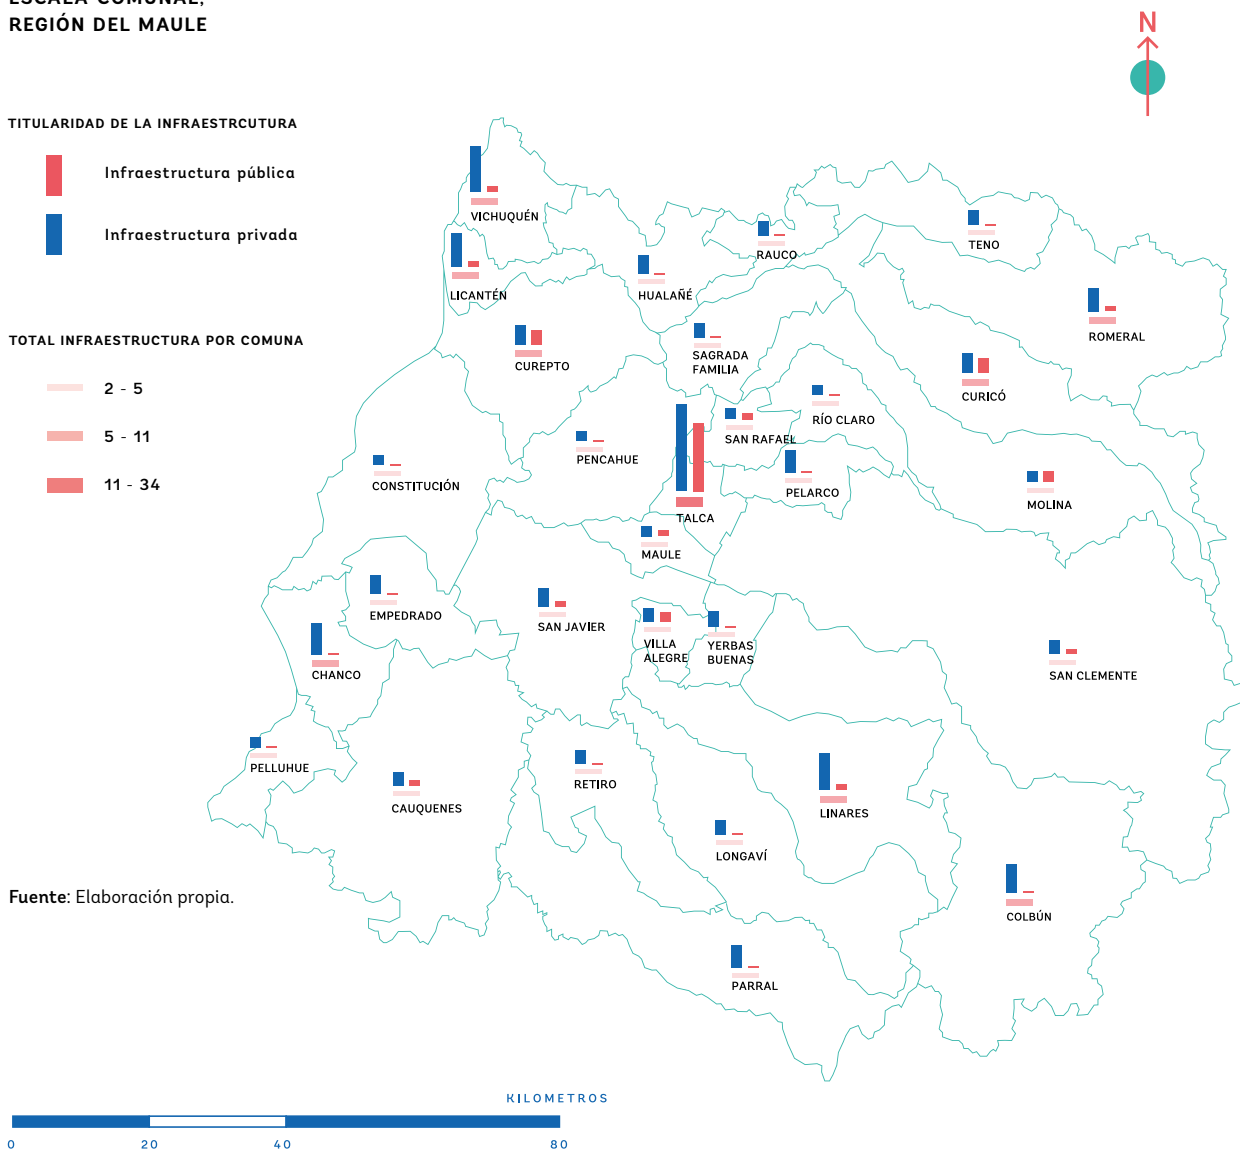 ESCALA COMUNAL,
REGIÓN DEL MAULE
N
TITULARIDAD DE LA INFRAESTRCUTURA
Infraestructura pública
Infraestructura privada
TOTAL INFRAESTRUCTURA POR COMUNA
2 - 5
5 - 11
11 - 34
VICHUQUÉN
TENO
RAUCO
LICANTÉN
HUALAÑÉ
ROMERAL
SAGRADA
FAMILIA
CUREPTO
CURICÓ
RÍO CLARO
SAN RAFAEL
PENCAHUE
CONSTITUCIÓN
PELARCO
MOLINA
TALCA
MAULE
EMPEDRADO
SAN JAVIER
VILLA
ALEGRE
YERBAS
BUENAS
CHANCO
SAN CLEMENTE
PELLUHUE
RETIRO
CAUQUENES
LINARES
LONGAVÍ
COLBÚN
PARRAL
Fuente: Elaboración propia.
KILOMETROS
0 20 40 80